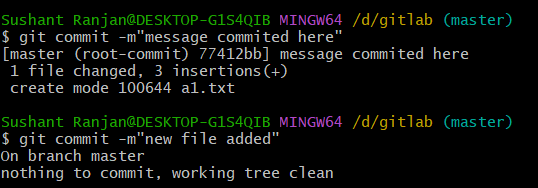 Sushant Ranjan@DESKTOP-G1S4QIB MINGW64 /d/gitlab (master)
$ git commit -m"message commited here"
[master (root-commit) 77412bb] message commited here
 1 file changed, 3 insertions(+)
 create mode 100644 a1.txt
Sushant Ranjan@DESKTOP-G1S4QIB MINGW64 /d/gitlab (master)
$ git commit -m"new file added"
On branch master
nothing to commit, working tree clean